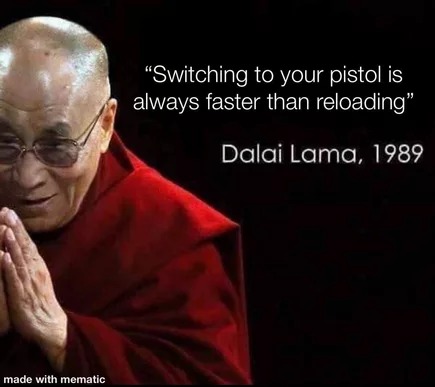 “Switching to your pistol is
always faster than reloading”
Dalai Lama, 1989
made with mematic